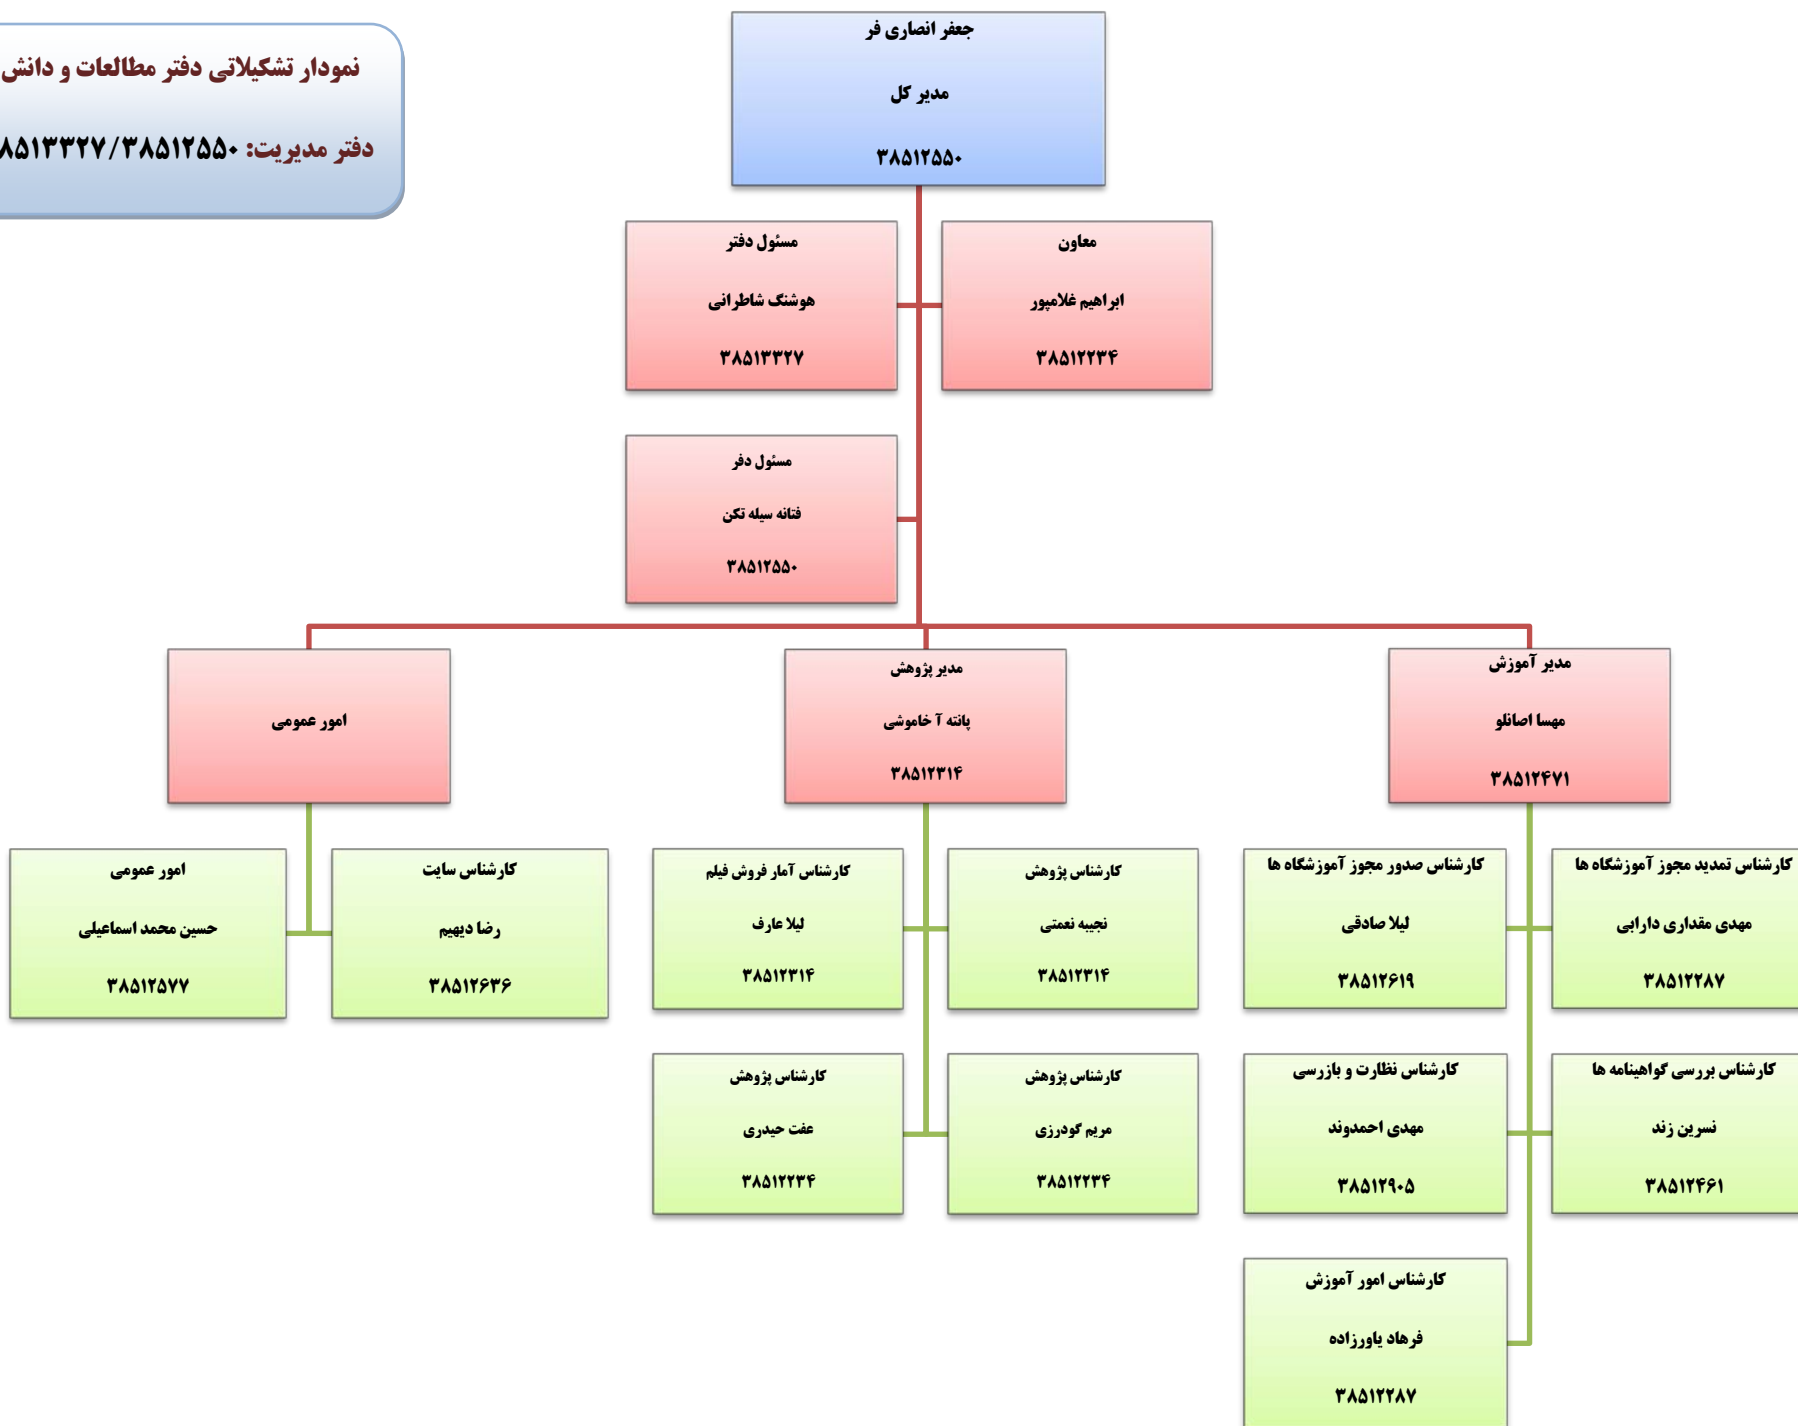 نمودار تشکیلاتی دفتر مطالعات و دانش
دفتر مدیریت: ۸۵۱۳۳۲۷/۳۸۵۱۲۵۵۰
جعفر انصاری فر
مدیر کل
۳۸۵۱۲۵۵۰
معاون
ابراهیم غلامپور
۳۸۵۱۲۲۳۴
مسئول دفتر
هوشنگ شاطرانی
۳۸۵۱۳۳۲۷
مسئول دفر
فتانه سیله تکن
۳۸۵۱۲۵۵۰
مدیر آموزش
مهسا اصانلو
۳۸۵۱۲۴۷۱
مدیر پژوهش
پانته آ خاموشی
۳۸۵۱۲۳۱۴
امور عمومی
کارشناس تمدید مجوز آموزشگاه ها
مهدی مقداری دارابی
۳۸۵۱۲۲۸۷
کارشناس صدور مجوز آموزشگاه ها
لیلا صادقی
۳۸۵۱۲۶۱۹
کارشناس بررسی گواهینامه ها
نسرین زند
۳۸۵۱۲۴۶۱
کارشناس نظارت و بازرسی
مهدی احمدوند
۳۸۵۱۲۹۰۵
کارشناس امور آموزش
فرهاد یاورزاده
۳۸۵۱۲۲۸۷
کارشناس پژوهش
نجیبه نعمتی
۳۸۵۱۲۳۱۴
کارشناس آمار فروش فیلم
لیلا عارف
۳۸۵۱۲۳۱۴
کارشناس پژوهش
مریم گودرزی
۳۸۵۱۲۲۳۴
کارشناس پژوهش
عفت حیدری
۳۸۵۱۲۲۳۴
کارشناس سایت
رضا دیهیم
۳۸۵۱۲۶۳۶
امور عمومی
حسین محمد اسماعیلی
۳۸۵۱۲۵۷۷